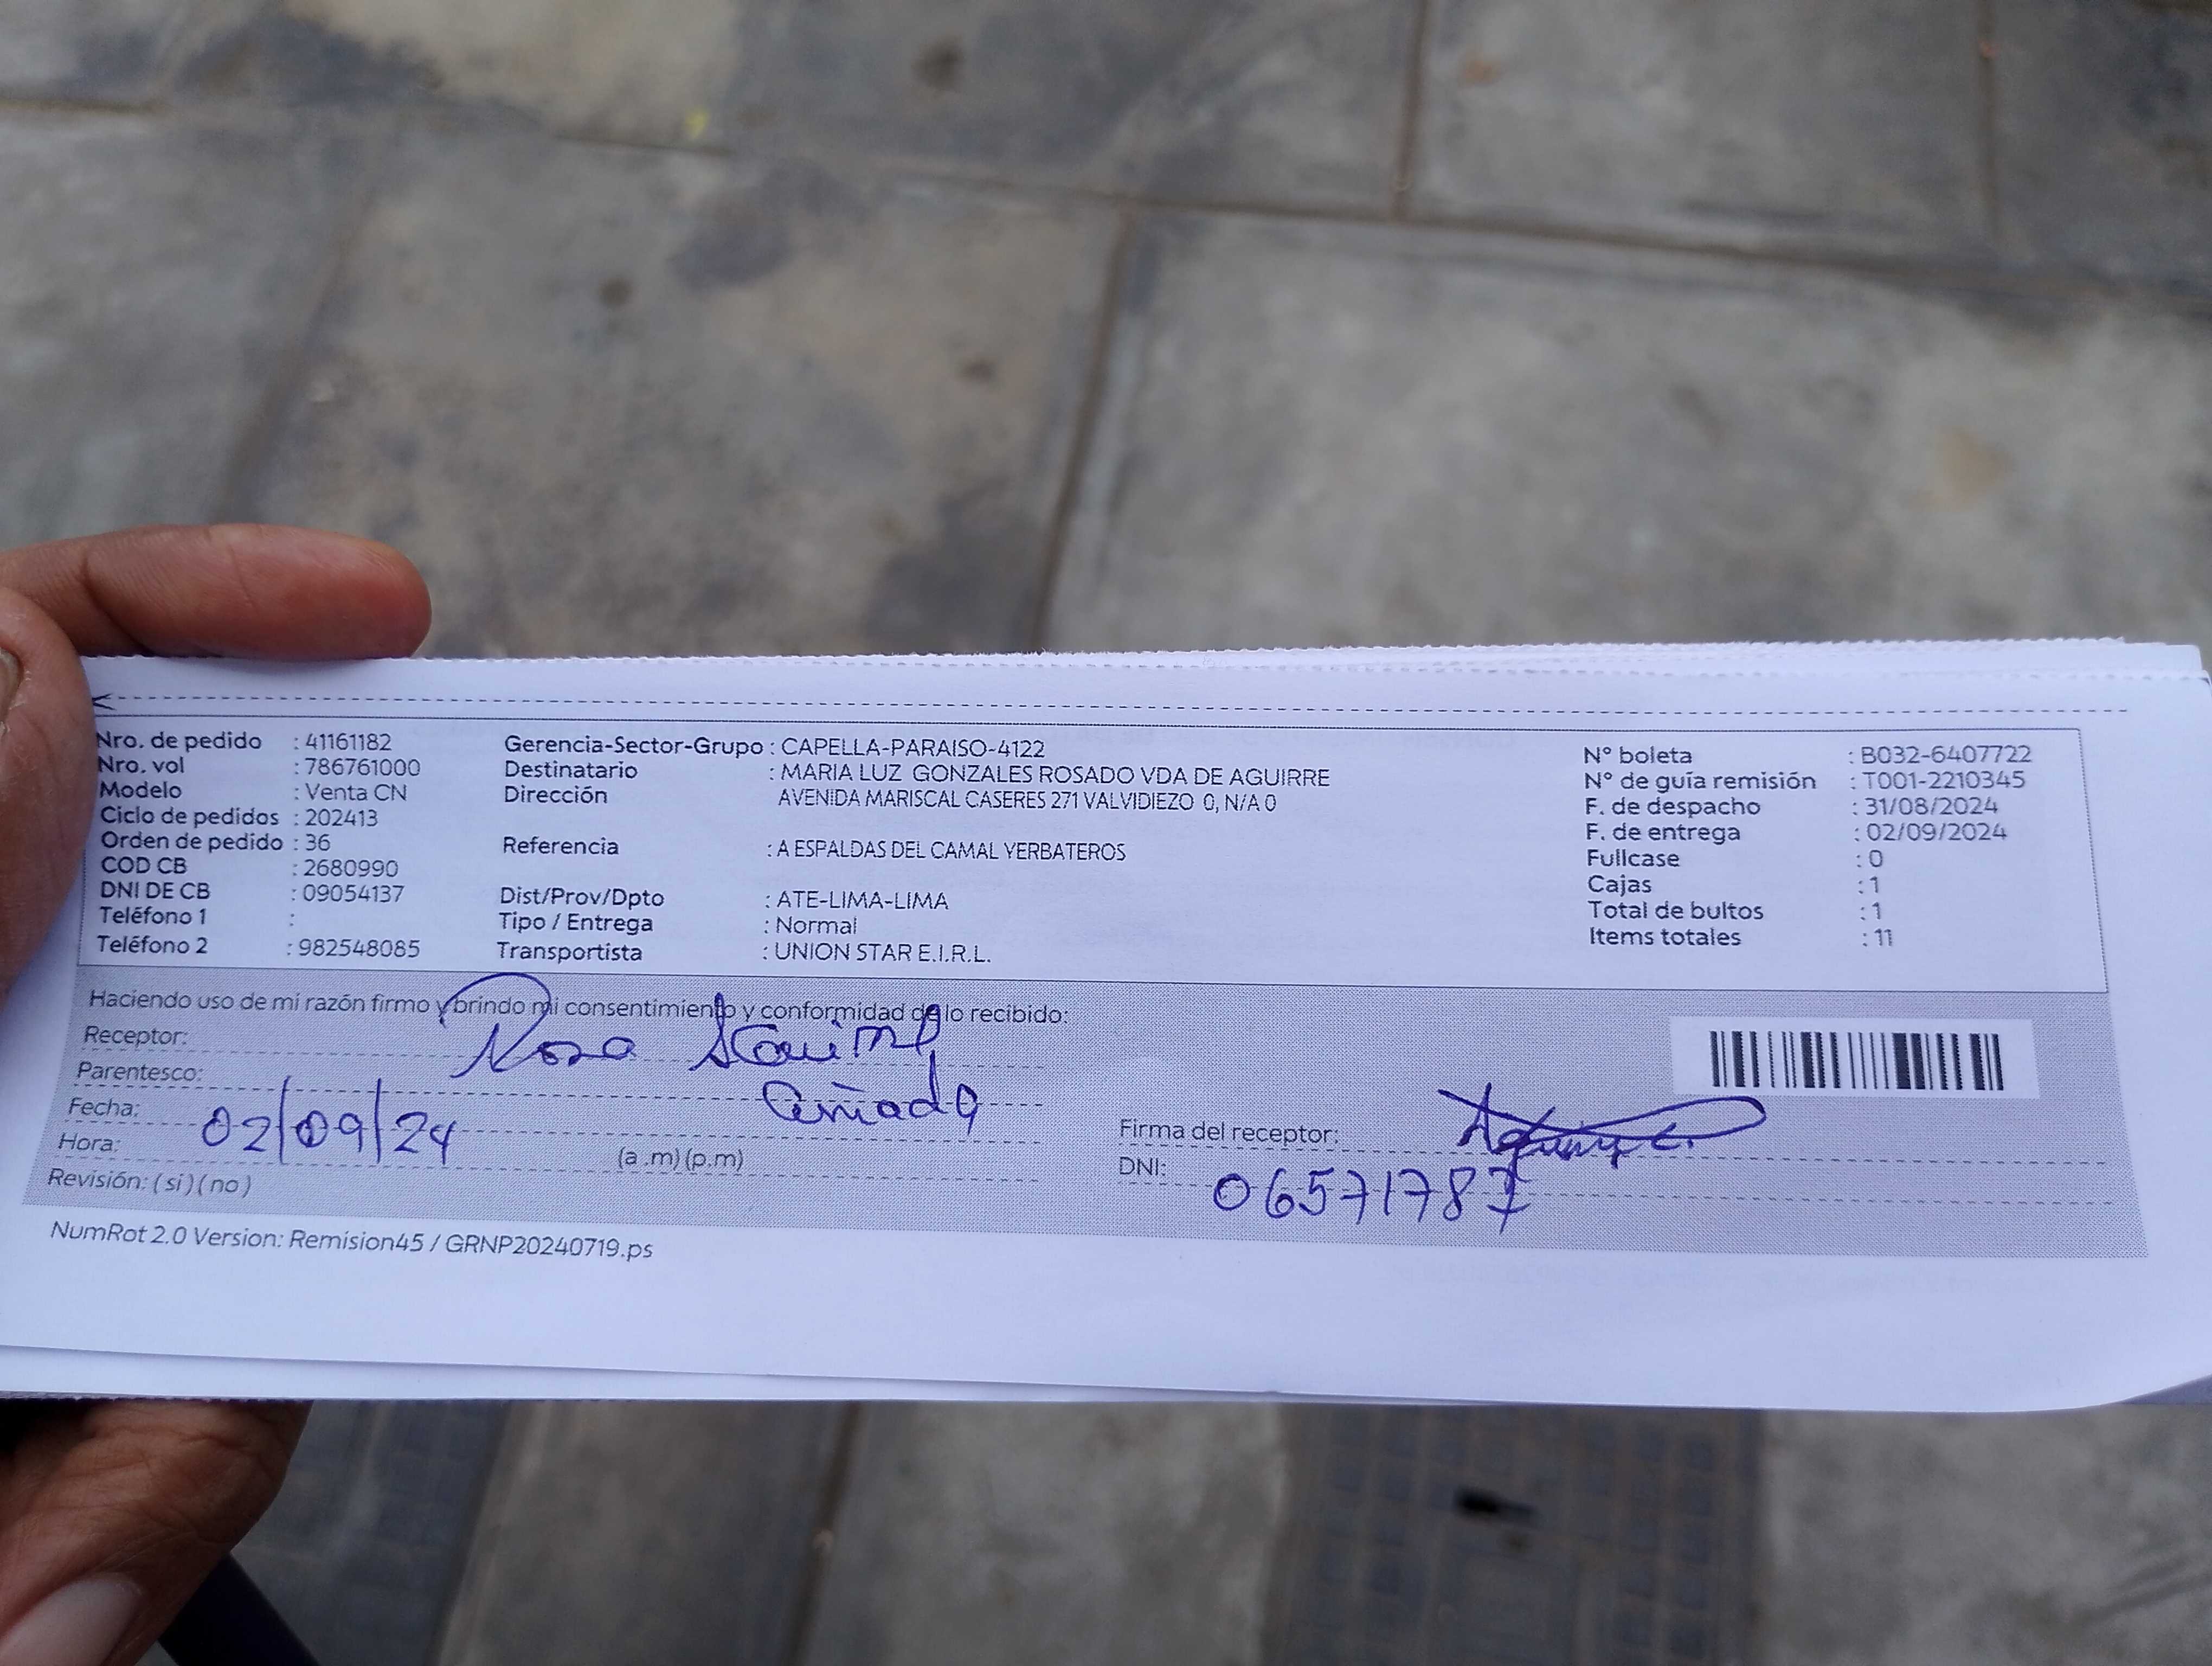 Nro. de pedido : 41161182
Nro. vol : 786761000
Modelo : Venta CN
Ciclo de pedidos : 202413
Orden de pedido : 36
COD CB : 2680990
DNI DE CB : 09054137
Teléfono 1 :
Teléfono 2 : 982548085
Gerencia-Sector-Grupo : CAPELLA-PARAISO-4122
Destinatario : MARIA LUZ GONZALES ROSADO VDA DE AGUIRRE
Dirección AVENIDA MARISCAL CASERES 271 VALVIDIEZO 0, N/A 0
Referencia : A ESPALDAS DEL CAMAL YERBATEROS
Dist/Prov/Dpto : ATE-LIMA-LIMA
Tipo / Entrega : Normal
Transportista : UNION STAR E.I.R.L.
N° boleta : B032-6407722
N° de guía remisión : T001-2210345
F. de despacho : 31/08/2024
F. de entrega : 02/09/2024
Fullcase : 0
Cajas : 1
Total de bultos : 1
Items totales : 11
Haciendo uso de mi razón firmo y brindo mi consentimiento y conformidad de lo recibido:
Receptor: Rosa
Parentesco: Cuñada
Fecha: 02/09/24
Hora: (a.m) (p.m)
Revisión: (si) (no)
Firma del receptor:
DNI: 06571787
NumRot 2.0 Version: Remision45 / GRNP20240719.ps